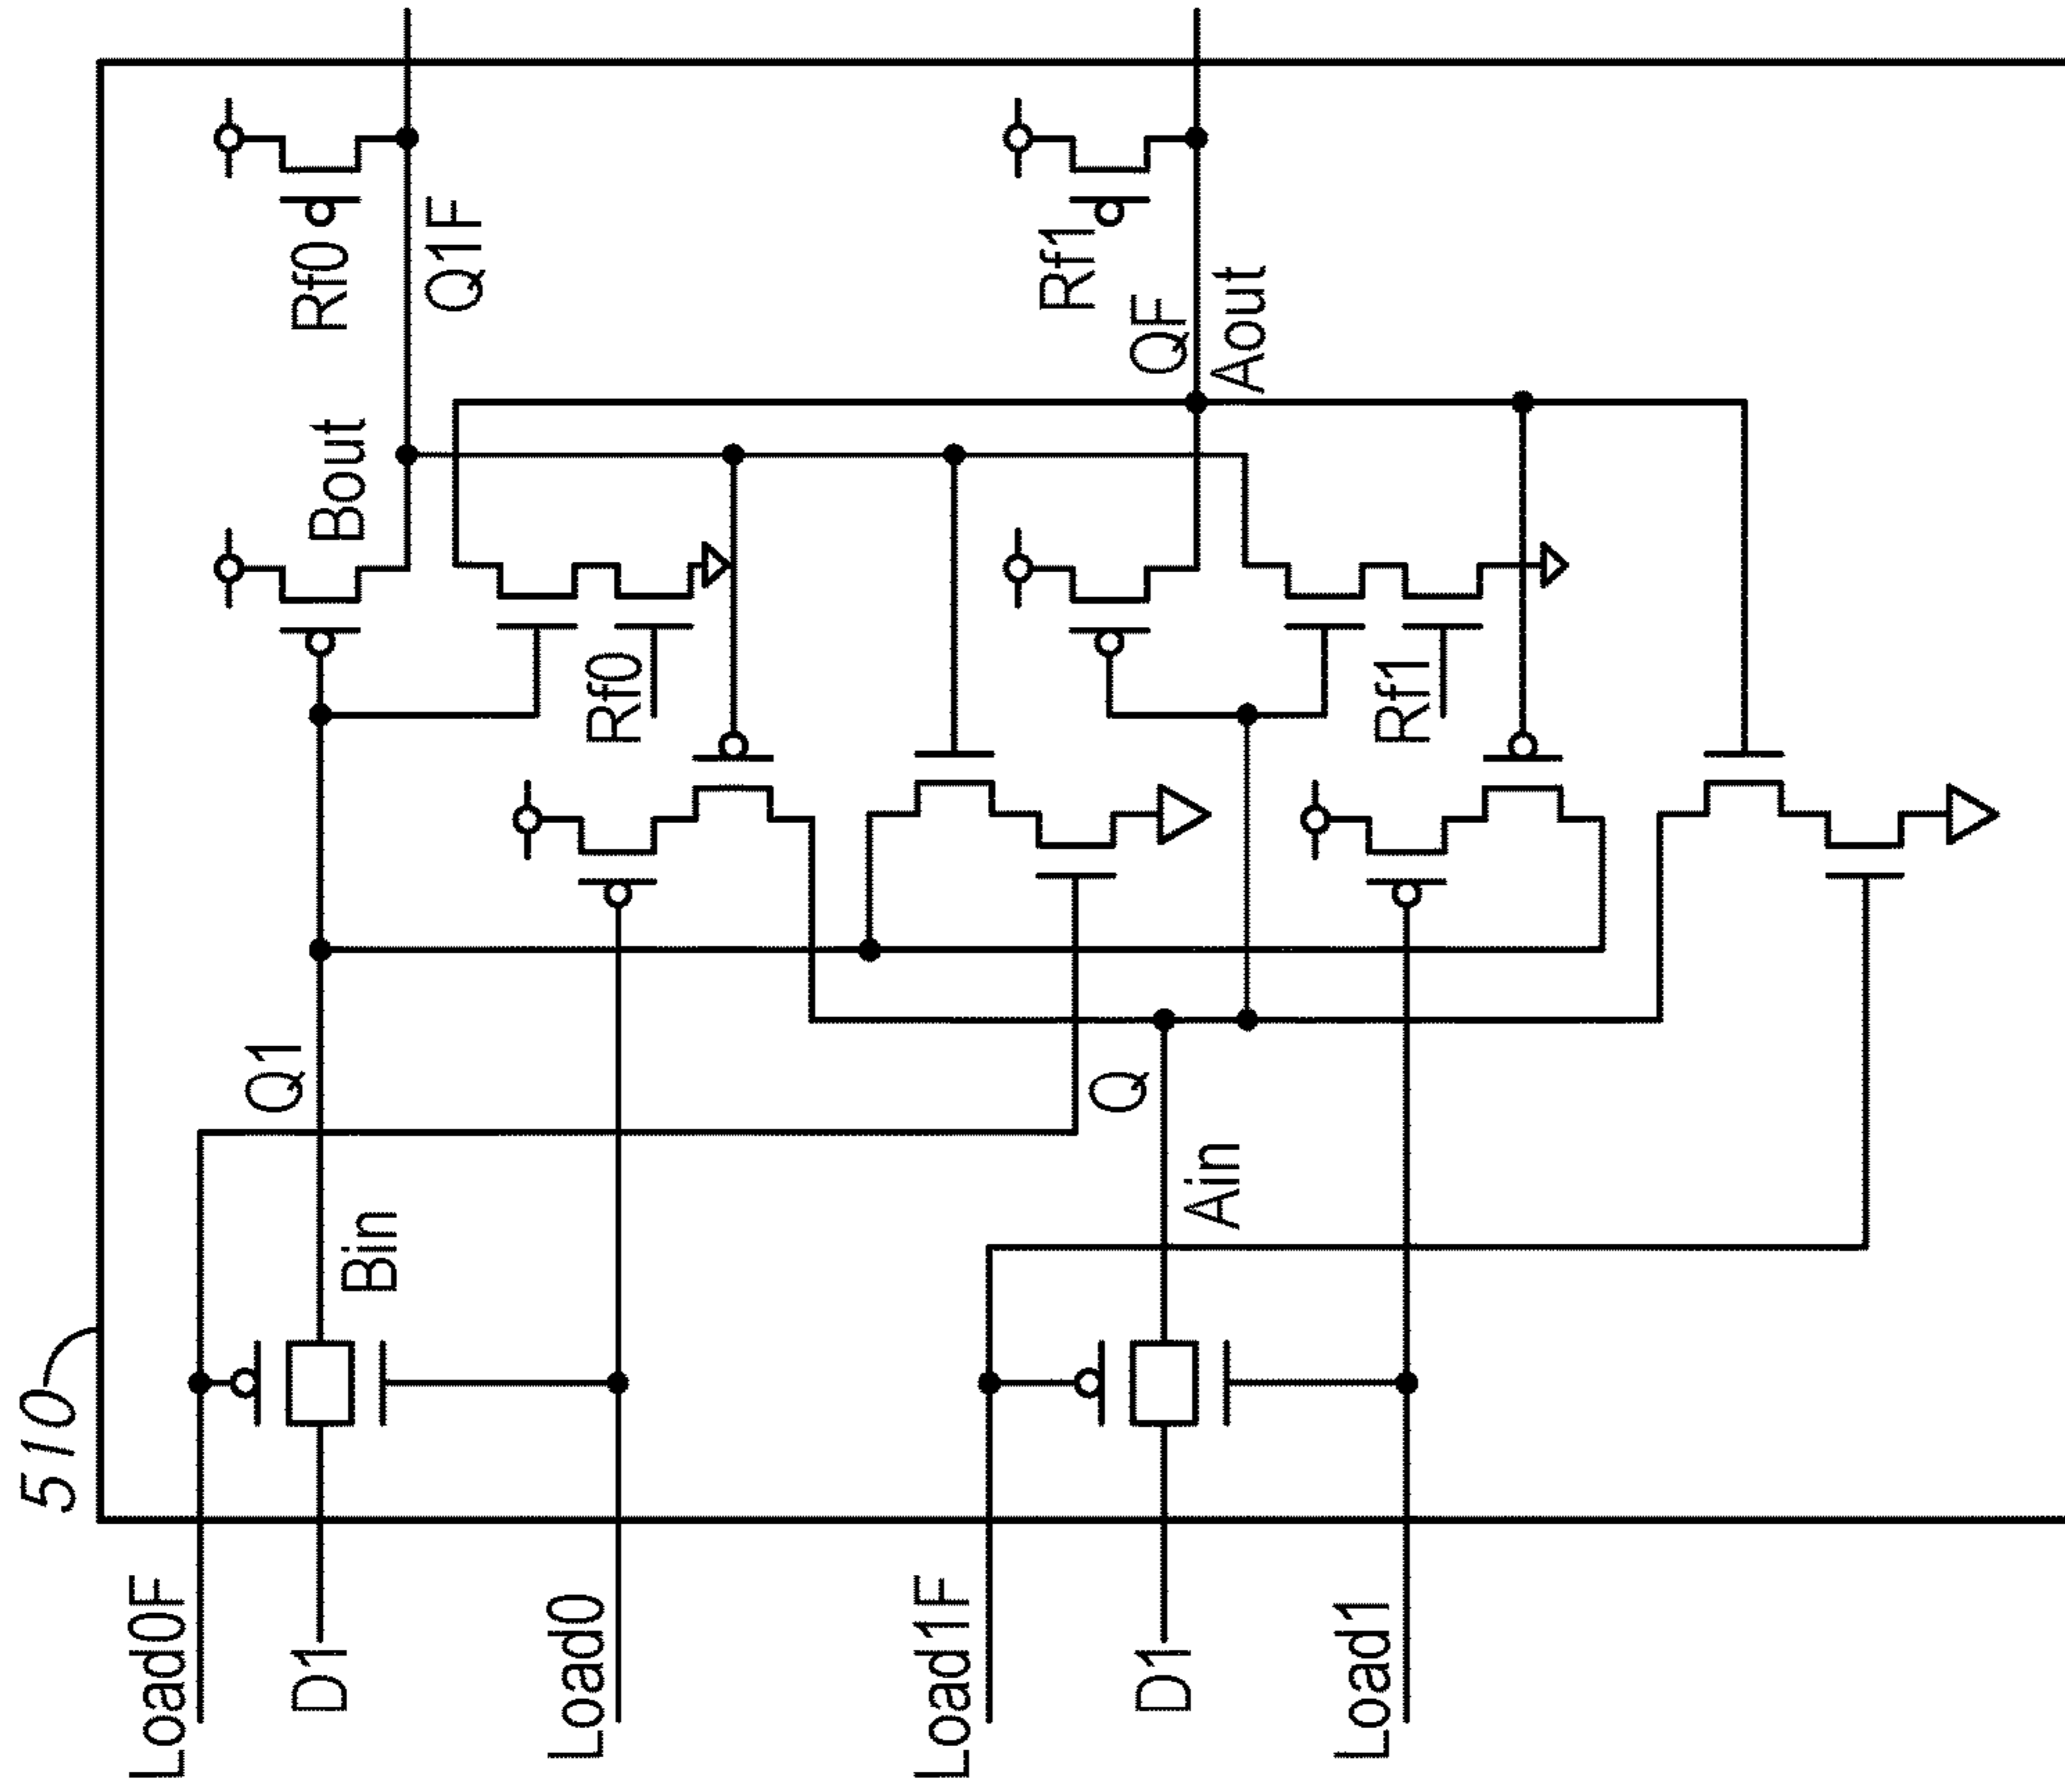 510
Load0F
Q1
D1
Rf0
Bout
Bin
Q1F
Load0
Rf0
Load1F
Rf1
Q
QF
D1
Ain
Aout
Load1
Rf1